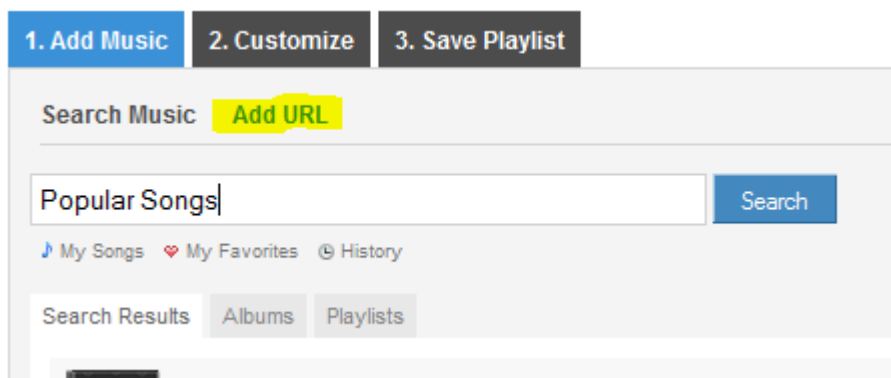 1. Add Music 2. Customize 3. Save Playlist
Search Music Add URL
Popular Songs Search
My Songs My Favorites History
Search Results Albums Playlists